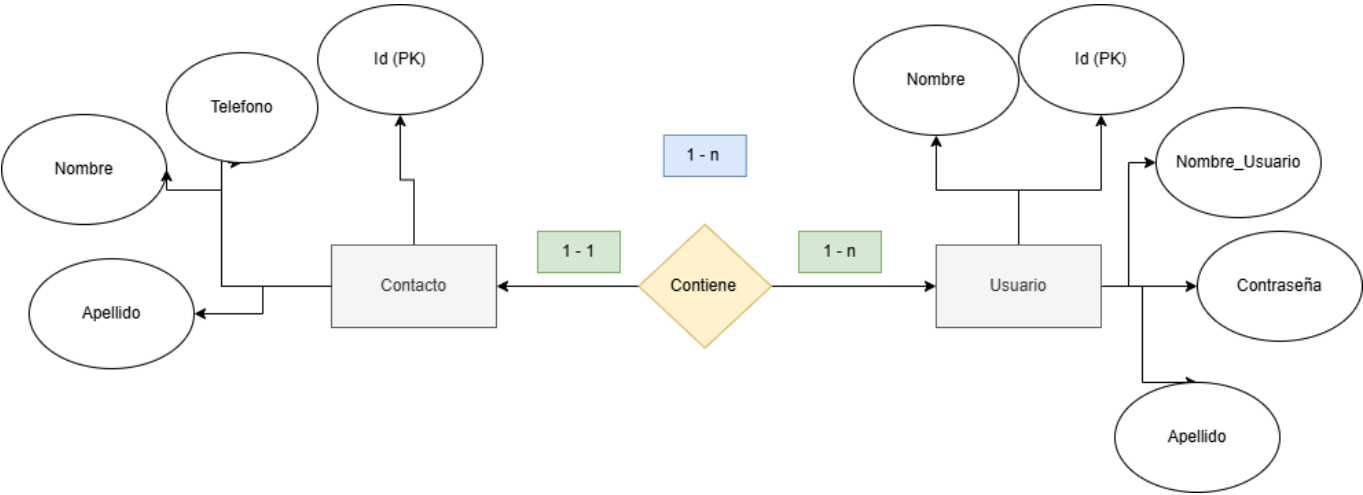 Id (PK)
Telefono
Nombre
Apellido
Contacto
1 - 1
1 - n
Contiene
1 - n
Usuario
Nombre
Id (PK)
Nombre_Usuario
Contraseña
Apellido